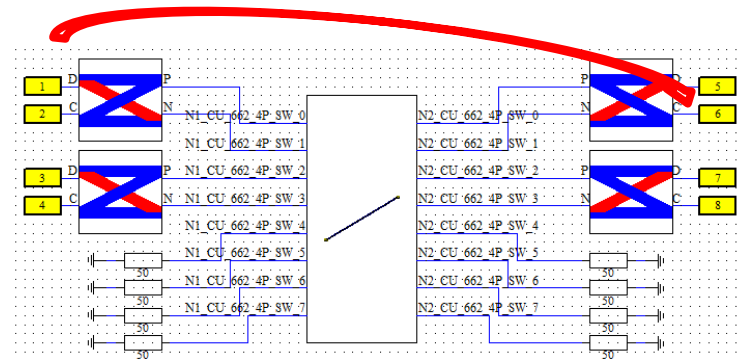 1 D P P D 5
2 C N N1_CU_662_4P_SW_0 N2_CU_662_4P_SW_0 N C 6
N1_CU_662_4P_SW_1 N2_CU_662_4P_SW_1
3 D P N1_CU_662_4P_SW_2 N2_CU_662_4P_SW_2 P D 7
4 C N N1_CU_662_4P_SW_3 N2_CU_662_4P_SW_3 N C 8
N1_CU_662_4P_SW_4 N2_CU_662_4P_SW_4
50 N1_CU_662_4P_SW_5 N2_CU_662_4P_SW_5 50
50 N1_CU_662_4P_SW_6 N2_CU_662_4P_SW_6 50
50 N1_CU_662_4P_SW_7 N2_CU_662_4P_SW_7 50
50 50